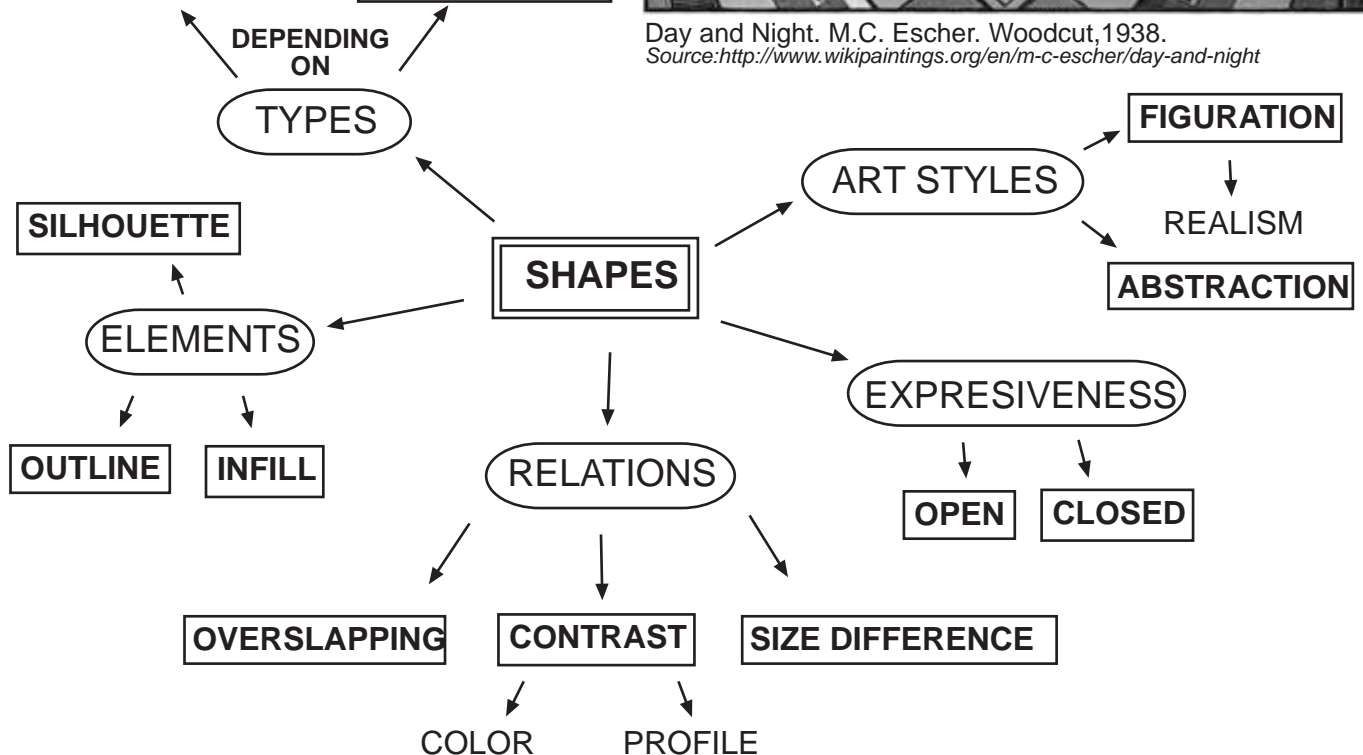 Day and Night. M.C. Escher. Woodcut,1938.
Source:http://www.wikipaintings.org/en/m-c-escher/day-and-night
DEPENDING
ON
TYPES
FIGURATION
ART STYLES
REALISM
SILHOUETTE
SHAPES
ABSTRACTION
ELEMENTS
EXPRESIVENESS
OUTLINE
INFILL
RELATIONS
OPEN
CLOSED
OVERSLAPPING
CONTRAST
SIZE DIFFERENCE
COLOR
PROFILE